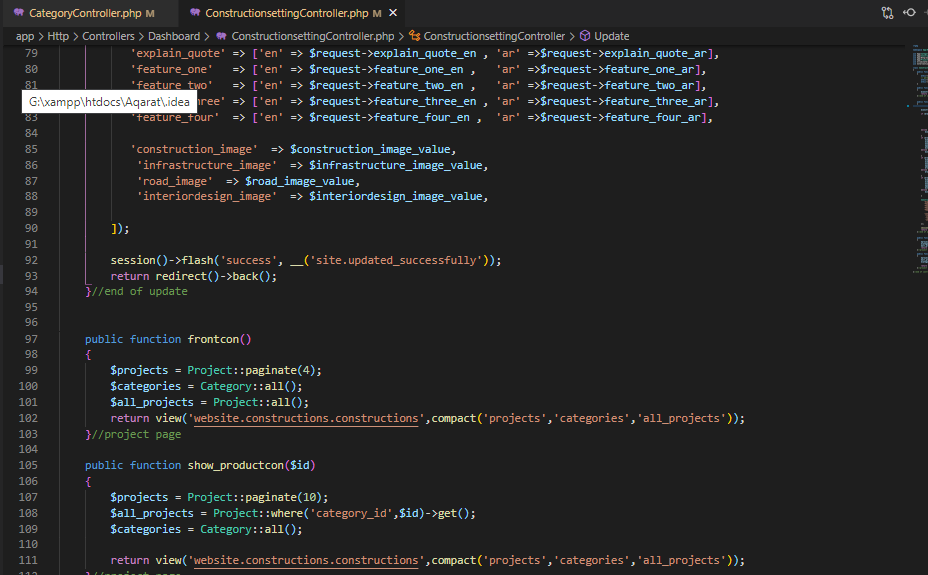 CategoryController.php M
ConstructionsettingController.php M ×
app > Http > Controllers > Dashboard > ConstructionsettingController.php > ConstructionsettingController > Update
79 'explain_quote' => ['en' => $request->explain_quote_en , 'ar' =>$request->explain_quote_ar],
80 'feature_one' => ['en' => $request->feature_one_en , 'ar' =>$request->feature_one_ar],
81 'feature_two' => ['en' => $request->feature_two_en , 'ar' =>$request->feature_two_ar],
G:\xampp\htdocs\Aqarat\.idea
hree' => ['en' => $request->feature_three_en , 'ar' =>$request->feature_three_ar],
83 'feature_four' => ['en' => $request->feature_four_en , 'ar' =>$request->feature_four_ar],
84
85 'construction_image' => $construction_image_value,
86 'infrastructure_image' => $infrastructure_image_value,
87 'road_image' => $road_image_value,
88 'interiordesign_image' => $interiordesign_image_value,
89
90 ]);
91
92 session()->flash('success', __('site.updated_successfully'));
93 return redirect()->back();
94 }//end of update
95
96
97 public function frontcon()
98 {
99 $projects = Project::paginate(4);
100 $categories = Category::all();
101 $all_projects = Project::all();
102 return view('website.constructions.constructions',compact('projects','categories','all_projects'));
103 }//project page
104
105 public function show_productcon($id)
106 {
107 $projects = Project::paginate(10);
108 $all_projects = Project::where('category_id',$id)->get();
109 $categories = Category::all();
110
111 return view('website.constructions.constructions',compact('projects','categories','all_projects'));
112 }//project page